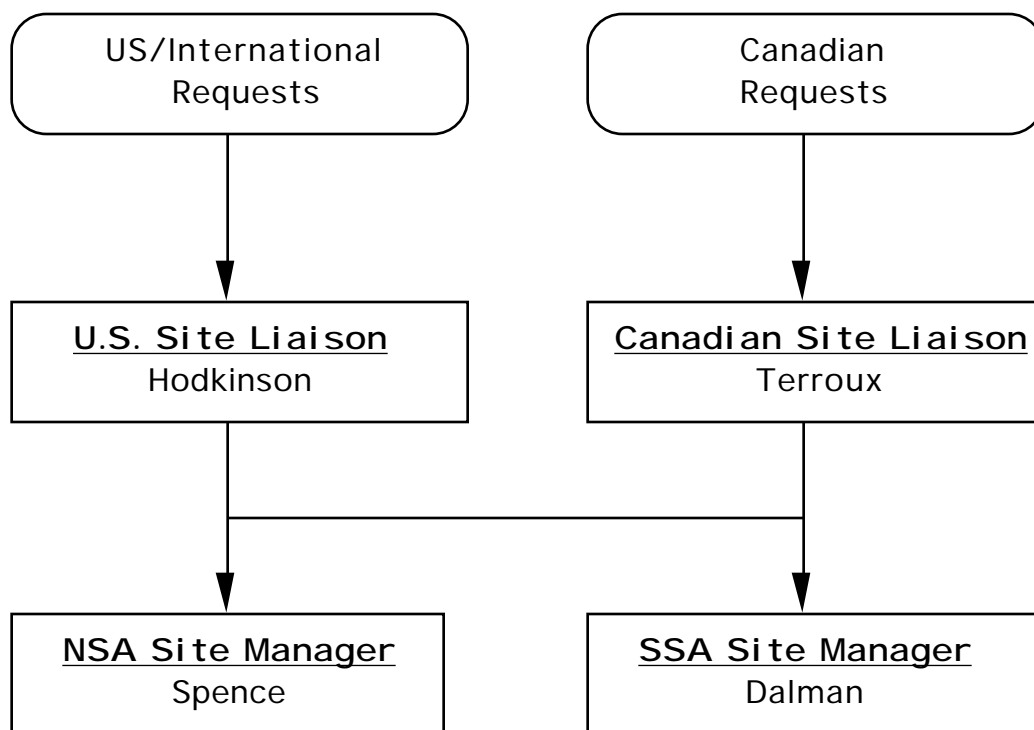 US/International
Requests
Canadian
Requests
U.S. Site Liaison
Hodkinson
Canadian Site Liaison
Terroux
NSA Site Manager
Spence
SSA Site Manager
Dalman